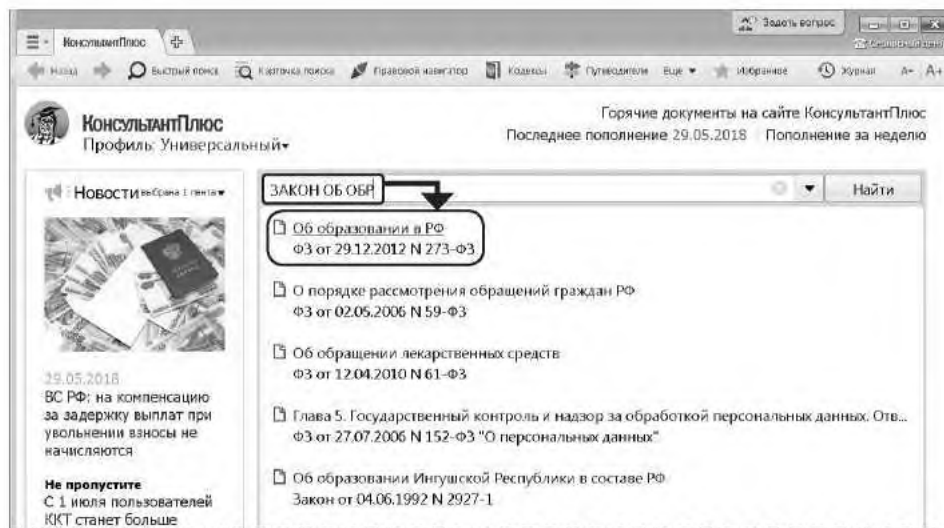 Задать вопрос
КонсультантПлюс
Назад Быстрый поиск Карточка поиска Правовой навигатор Кодексы Путеводители Еще Избранное Журнал А- А+
КонсультантПлюс
Профиль: Универсальный
Горячие документы на сайте КонсультантПлюс
Последнее пополнение 29.05.2018 Пополнение за неделю
Новости выбрана 1 лента
29.05.2018
ВС РФ: на компенсацию
за задержку выплат при
увольнении взносы не
начисляются
Не пропустите
С 1 июля пользователей
ККТ станет больше
ЗАКОН ОБ ОБР
Найти
Об образовании в РФ
ФЗ от 29.12.2012 N 273-ФЗ
О порядке рассмотрения обращений граждан РФ
ФЗ от 02.05.2006 N 59-ФЗ
Об обращении лекарственных средств
ФЗ от 12.04.2010 N 61-ФЗ
Глава 5. Государственный контроль и надзор за обработкой персональных данных. Отв...
ФЗ от 27.07.2006 N 152-ФЗ "О персональных данных"
Об образовании Ингушской Республики в составе РФ
Закон от 04.06.1992 N 2927-1